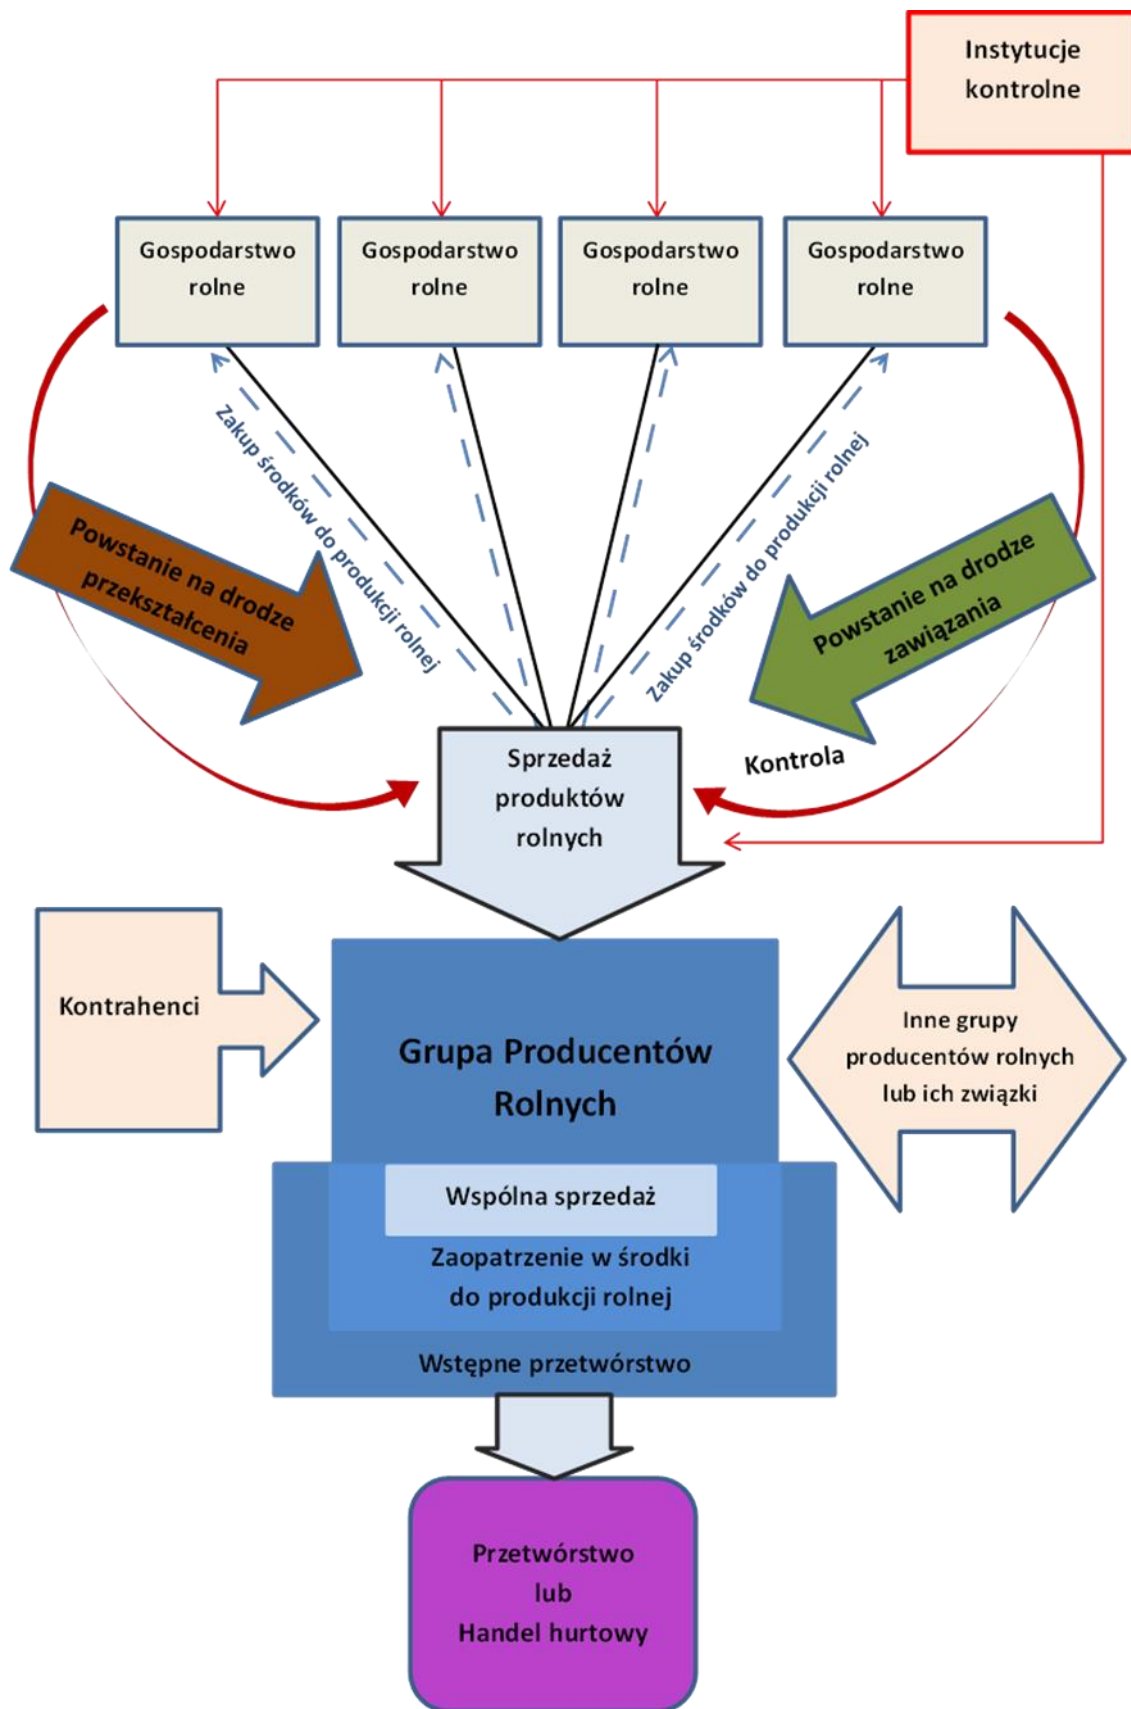 Instytucje
kontrolne
Gospodarstwo
rolne
Gospodarstwo
rolne
Gospodarstwo
rolne
Gospodarstwo
rolne
Zakup środków do produkcji rolnej
Zakup środków do produkcji rolnej
Powstanie na drodze
przekształcenia
Powstanie na drodze
zawiązania
Sprzedaż
produktów
rolnych
Kontrola
Kontrahenci
Grupa Producentów
Rolnych
Inne grupy
producentów rolnych
lub ich związki
Wspólna sprzedaż
Zaopatrzenie w środki
do produkcji rolnej
Wstępne przetwórstwo
Przetwórstwo
lub
Handel hurtowy